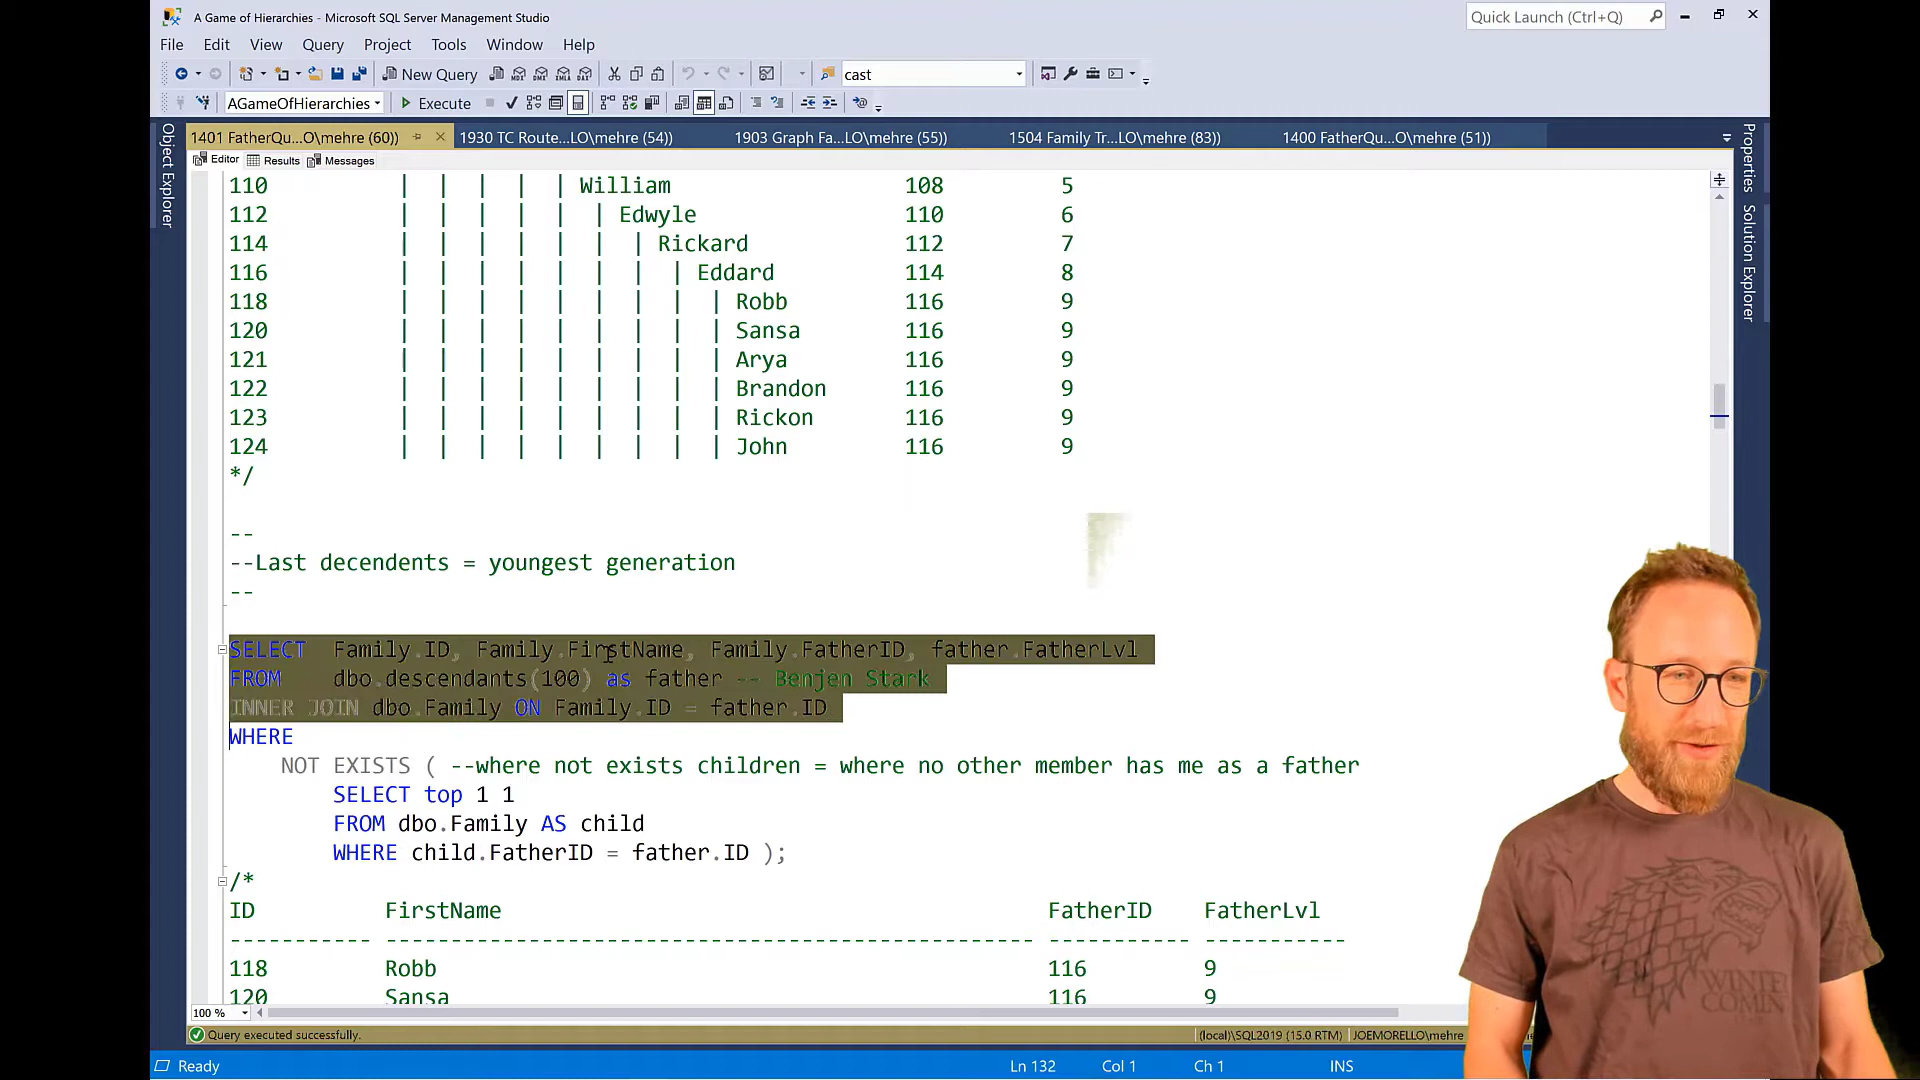 A Game of Hierarchies - Microsoft SQL Server Management Studio
Quick Launch (Ctrl+Q)
File Edit View Query Project Tools Window Help
New Query
cast
AGameOfHierarchies
Execute
1401 FatherQu...O\mehre (60))
1930 TC Route...LO\mehre (54))
1903 Graph Fa...LO\mehre (55))
1504 Family Tr...LO\mehre (83))
1400 FatherQu...O\mehre (51))
Editor Results Messages
Object Explorer
Properties
Solution Explorer
110 | | | | | William 108 5
112 | | | | | | Edwyle 110 6
114 | | | | | | | Rickard 112 7
116 | | | | | | | | Eddard 114 8
118 | | | | | | | | | Robb 116 9
120 | | | | | | | | | Sansa 116 9
121 | | | | | | | | | Arya 116 9
122 | | | | | | | | | Brandon 116 9
123 | | | | | | | | | Rickon 116 9
124 | | | | | | | | | John 116 9
*/
--
--Last decendents = youngest generation
--
SELECT Family.ID, Family.FirstName, Family.FatherID, father.FatherLvl
FROM dbo.descendants(100) as father -- Benjen Stark
INNER JOIN dbo.Family ON Family.ID = father.ID
WHERE
NOT EXISTS ( --where not exists children = where no other member has me as a father
SELECT top 1 1
FROM dbo.Family AS child
WHERE child.FatherID = father.ID );
/*
ID FirstName FatherID FatherLvl
----------- -------------------------------------------------- ----------- -----------
118 Robb 116 9
120 Sansa 116 9
100 %
Query executed successfully.
(local)\SQL2019 (15.0 RTM)
JOEMORELLO\mehre
Ready
Ln 132
Col 1
Ch 1
INS
WINTE
COMIN